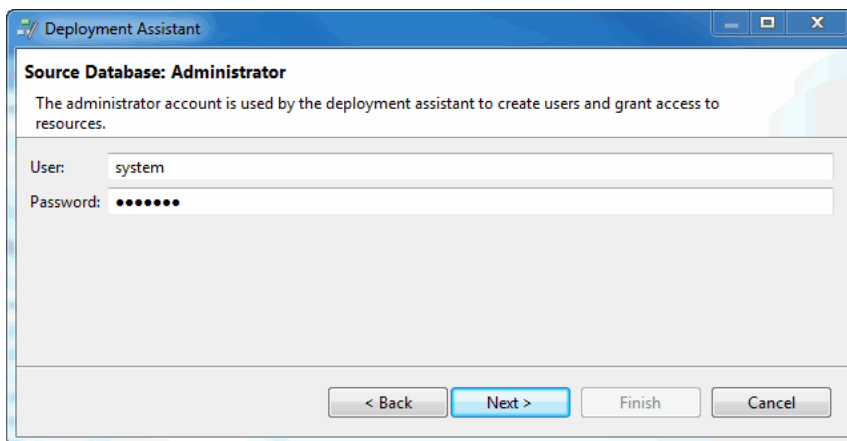 Deployment Assistant
Source Database: Administrator
The administrator account is used by the deployment assistant to create users and grant access to
resources.
User: system
Password: ●●●●●●●
< Back Next > Finish Cancel